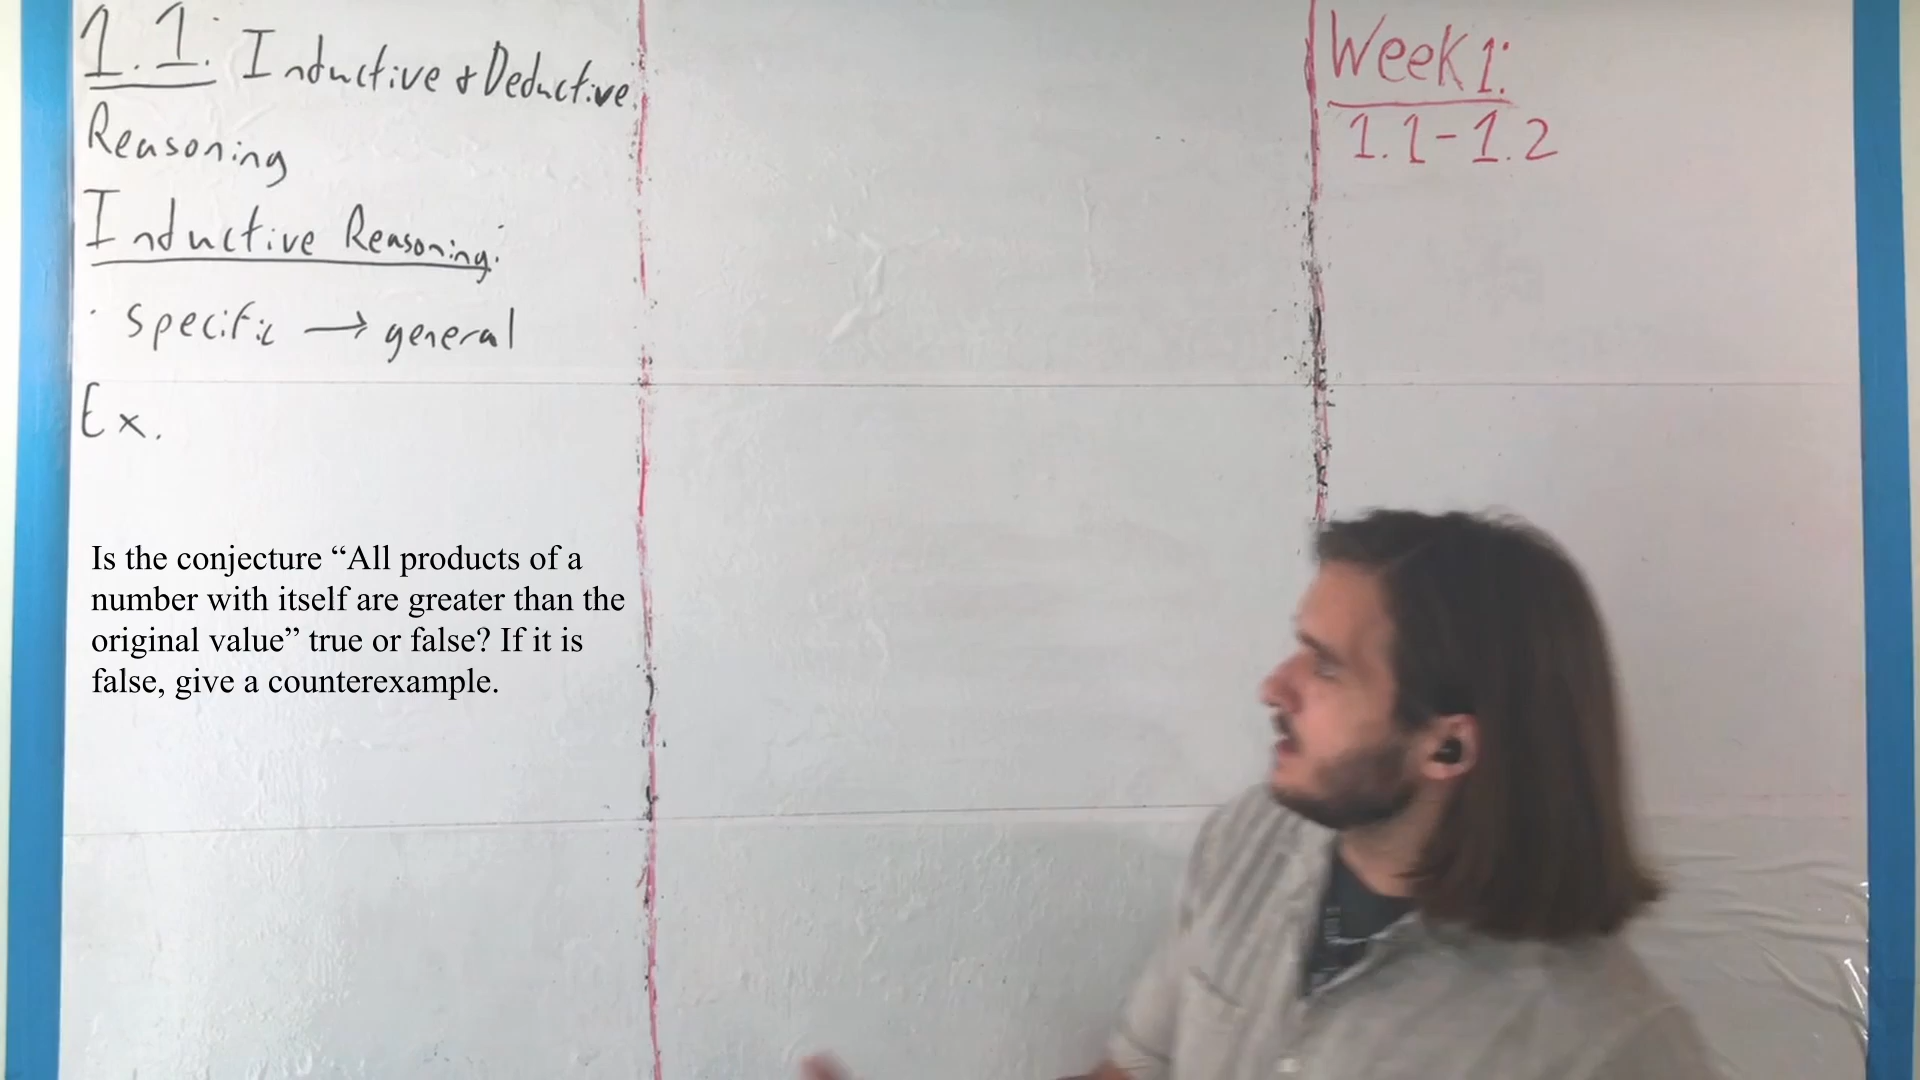 1.1: Inductive & Deductive
Reasoning
Inductive Reasoning:
· Specific → general
Ex.
Is the conjecture “All products of a
number with itself are greater than the
original value” true or false? If it is
false, give a counterexample.
Week 1:
1.1-1.2